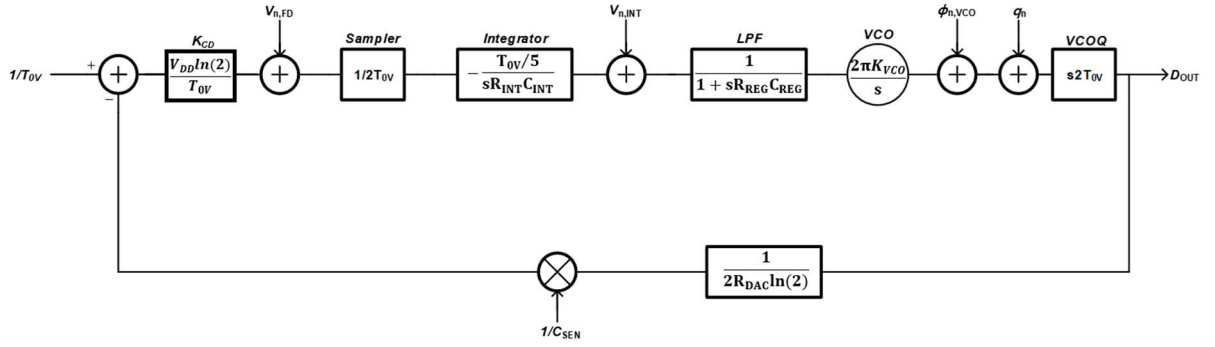 V_n,FD
V_n,INT
ϕ_n,VCO
q_n
K_CD
Sampler
Integrator
LPF
VCO
VCOQ
1/T_0V
+
−
+
V_DD ln(2)
T_0V
+
1/2T_0V
− T_0V/5
sR_INT C_INT
+
1
1 + sR_REG C_REG
2πK_VCO
s
+
+
s2T_0V
D_OUT
1
2R_DAC ln(2)
1/C_SEN